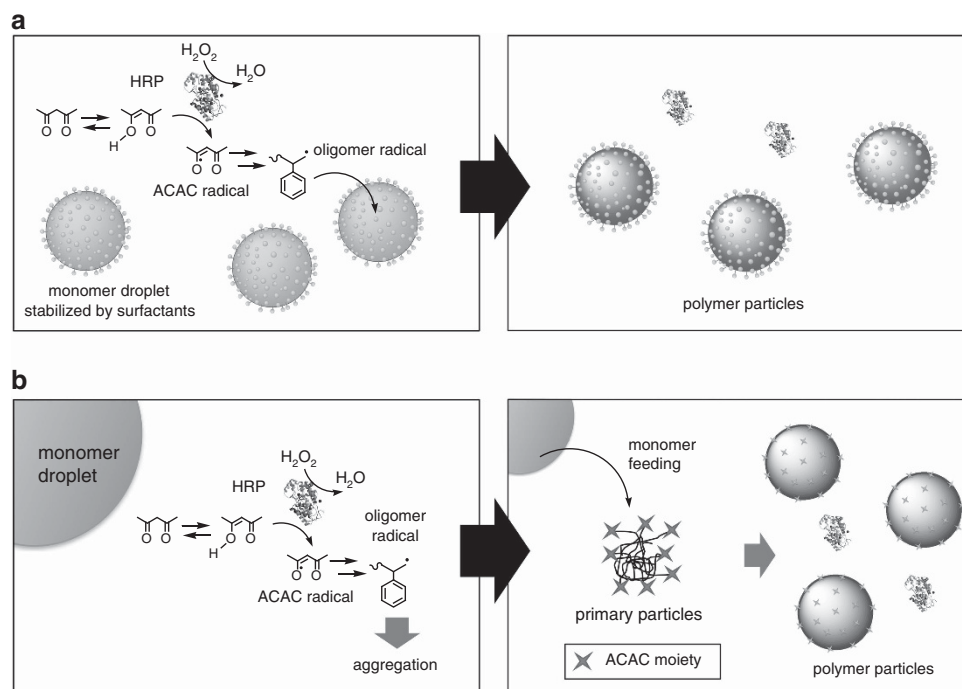 a
H₂O₂
H₂O
HRP
O O
O O
H
O O
oligomer radical
ACAC radical
monomer droplet
stabilized by surfactants
polymer particles
b
monomer
droplet
H₂O₂
H₂O
HRP
O O
O O
H
oligomer
radical
O O
ACAC radical
aggregation
monomer
feeding
primary particles
ACAC moiety
polymer particles